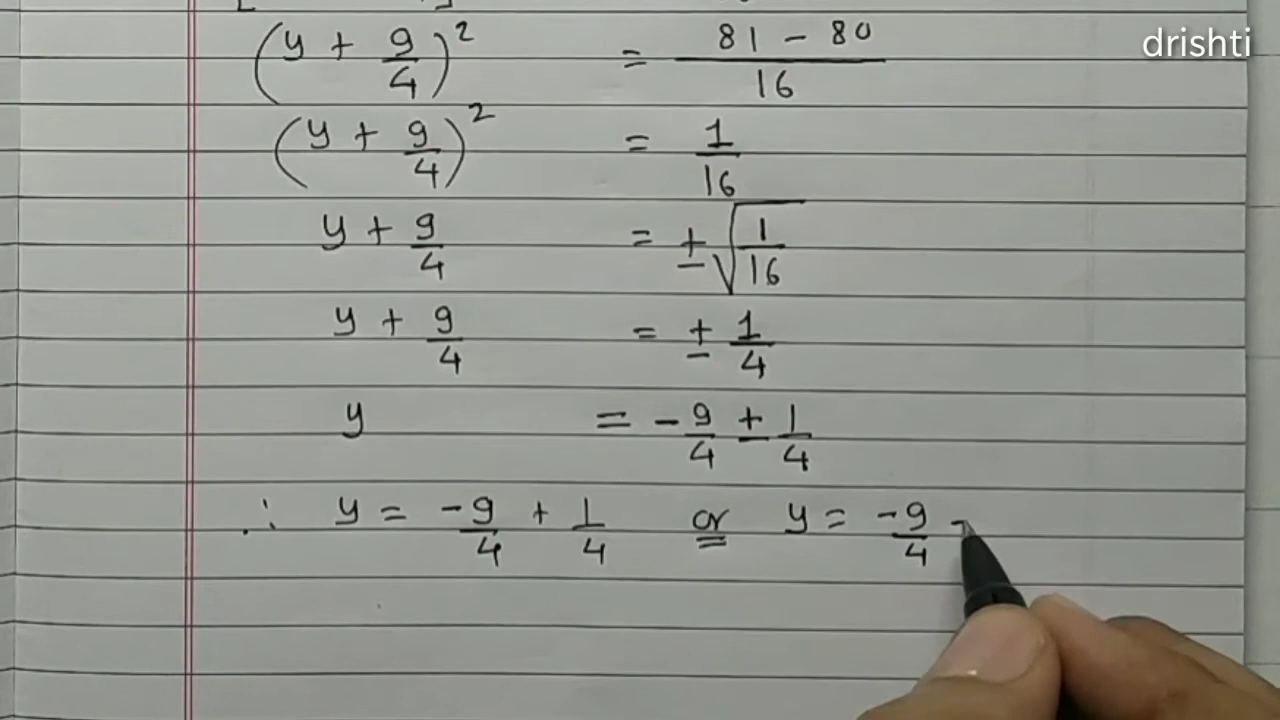 drishti
(y + 9/4)² = 81 - 80/16
(y + 9/4)² = 1/16
y + 9/4 = ±√1/16
y + 9/4 = ± 1/4
y = - 9/4 ± 1/4
∴ y = -9/4 + 1/4 or y = -9/4 -